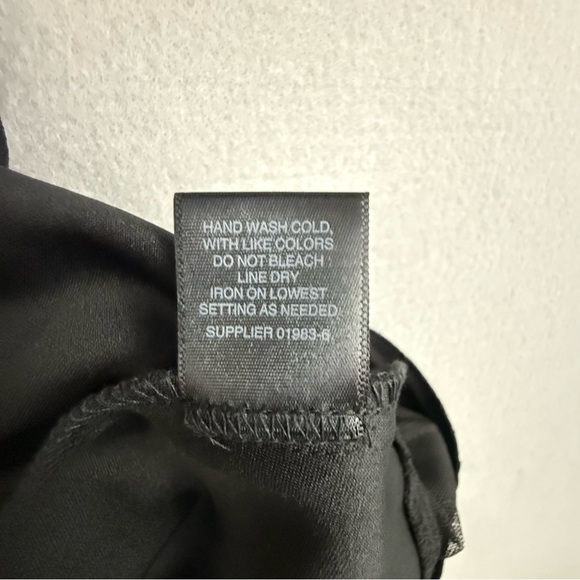 HAND WASH COLD,
WITH LIKE COLORS
DO NOT BLEACH
LINE DRY
IRON ON LOWEST
SETTING AS NEEDED
SUPPLIER 01983-6